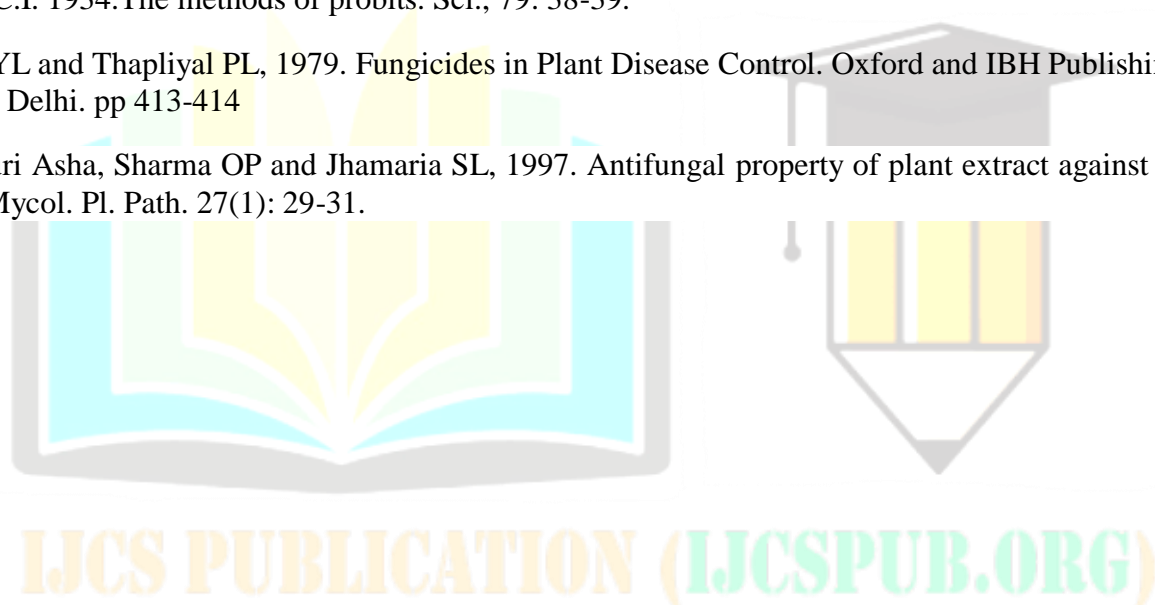 C.I. 1934.The methods of probits. Sci., 79: 38-39.
YL and Thapliyal PL, 1979. Fungicides in Plant Disease Control. Oxford and IBH Publishi
Delhi. pp 413-414
uri Asha, Sharma OP and Jhamaria SL, 1997. Antifungal property of plant extract against
Mycol. Pl. Path. 27(1): 29-31.
IJCS PUBLICATION (IJCSPUB.ORG)